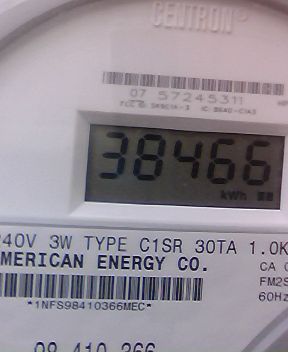 CENTRON®
07 57245311
38466
kWh
240V 3W TYPE C1SR 30TA 1.0K
AMERICAN ENERGY CO.
CA
FM2S
60Hz
*1NFS98410366MEC*
98 410 366